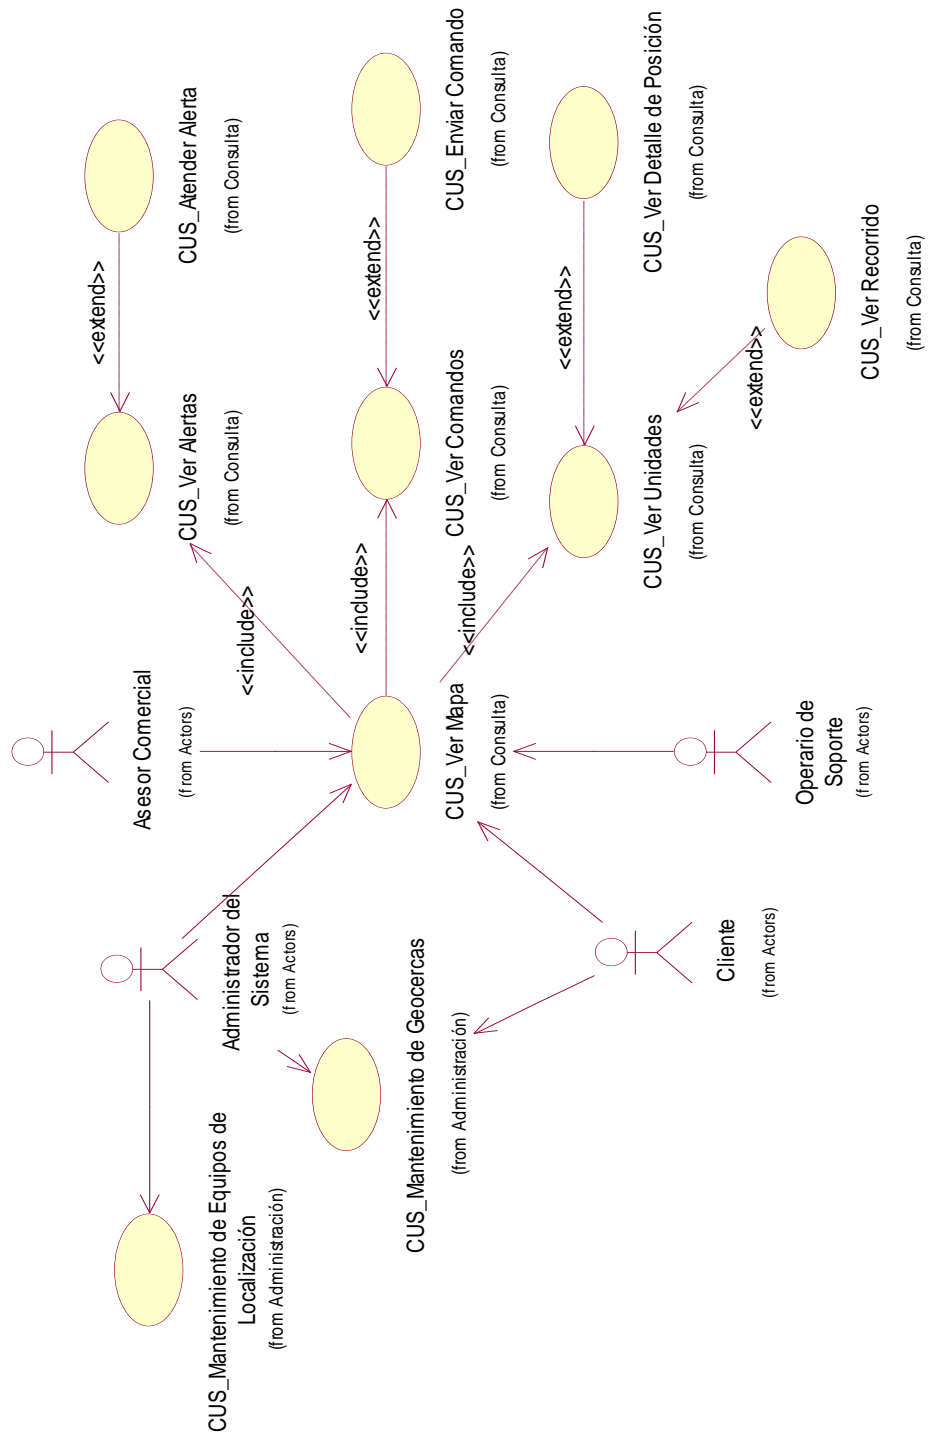 CUS_Atender Alerta
(from Consulta)
<<extend>>
CUS_Ver Alertas
(from Consulta)
<<include>>
CUS_Enviar Comando
(from Consulta)
<<extend>>
CUS_Ver Comandos
(from Consulta)
<<include>>
CUS_Ver Detalle de Posición
(from Consulta)
<<extend>>
CUS_Ver Unidades
(from Consulta)
<<include>>
CUS_Ver Recorrido
(from Consulta)
<<extend>>
Asesor Comercial
(from Actors)
CUS_Ver Mapa
(from Consulta)
Operario de
Soporte
(from Actors)
Administrador del
Sistema
(from Actors)
Cliente
(from Actors)
CUS_Mantenimiento de Geocercas
(from Administración)
CUS_Mantenimiento de Equipos de
Localización
(from Administración)